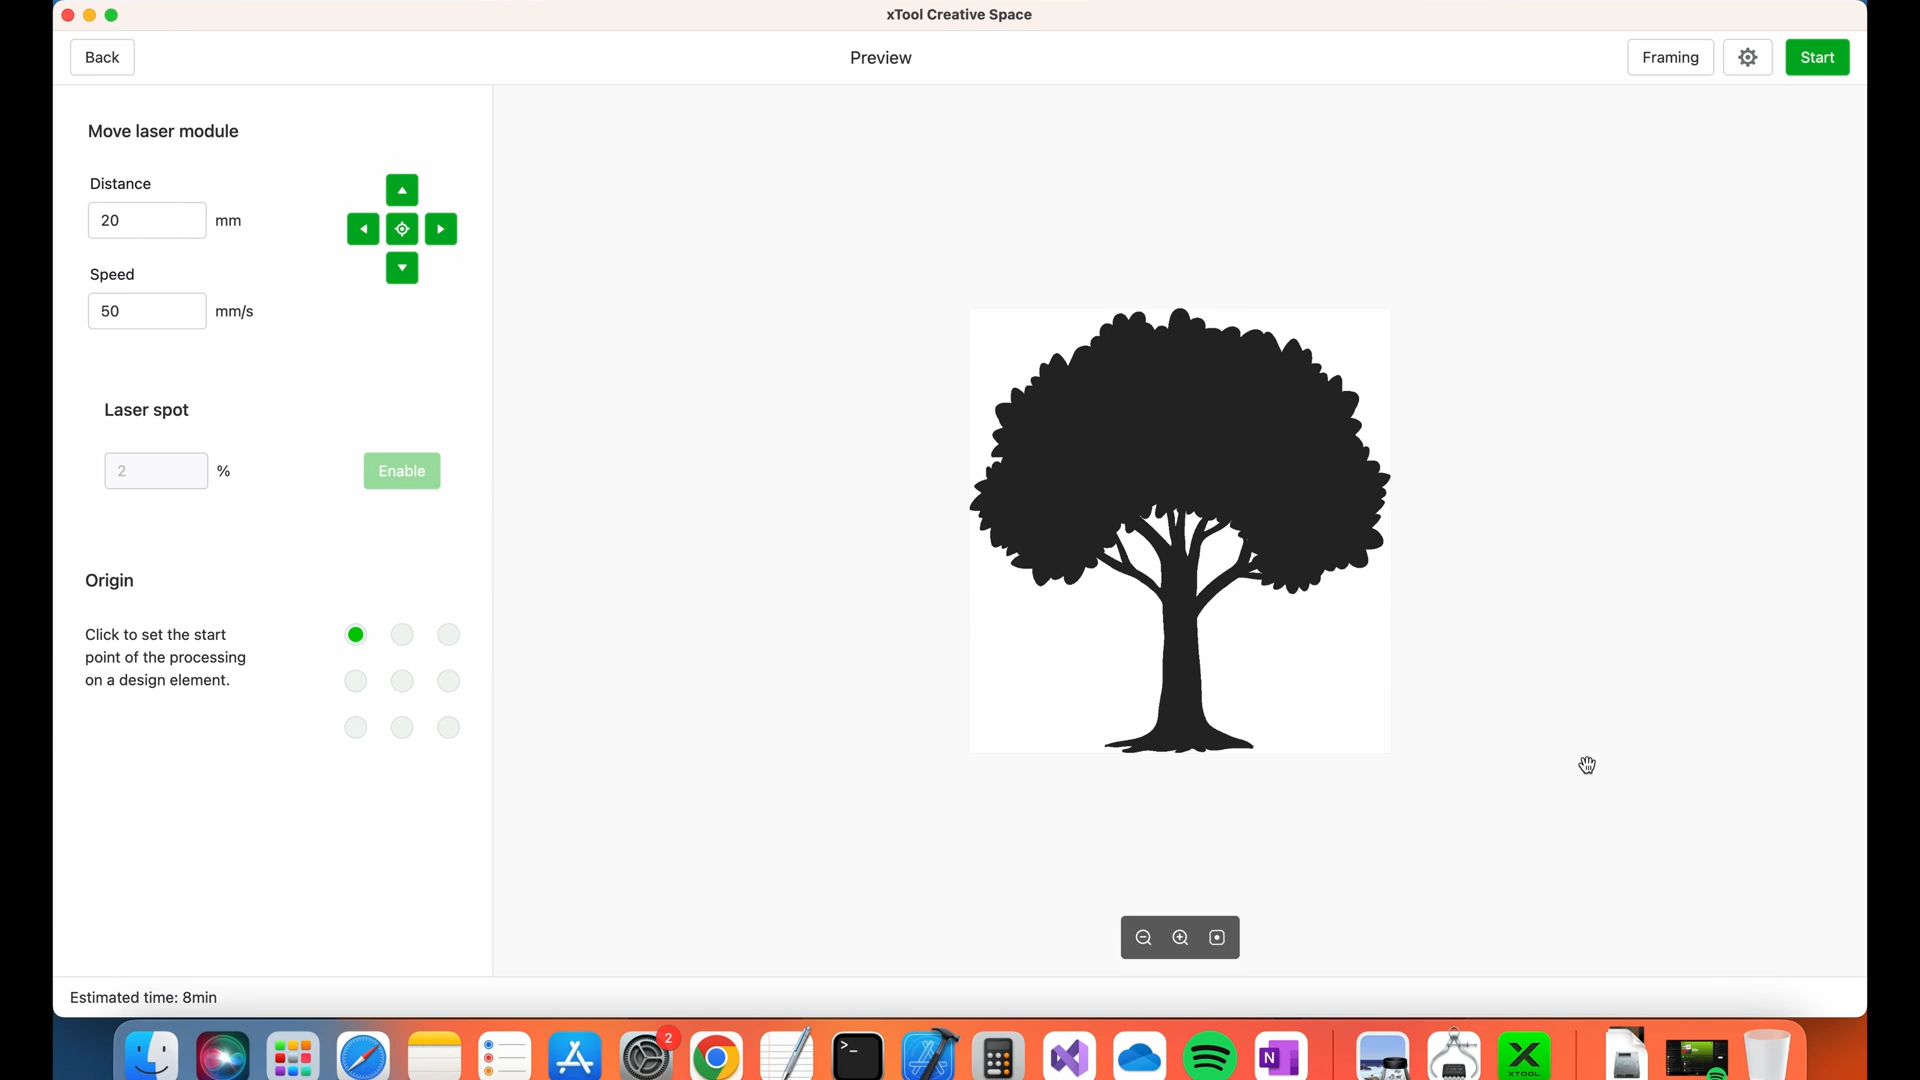 xTool Creative Space
Back
Preview
Framing
Start
Move laser module
Distance
20 mm
Speed
50 mm/s
Laser spot
2 %
Enable
Origin
Click to set the start
point of the processing
on a design element.
Estimated time: 8min
2
>_
N
XTOOL